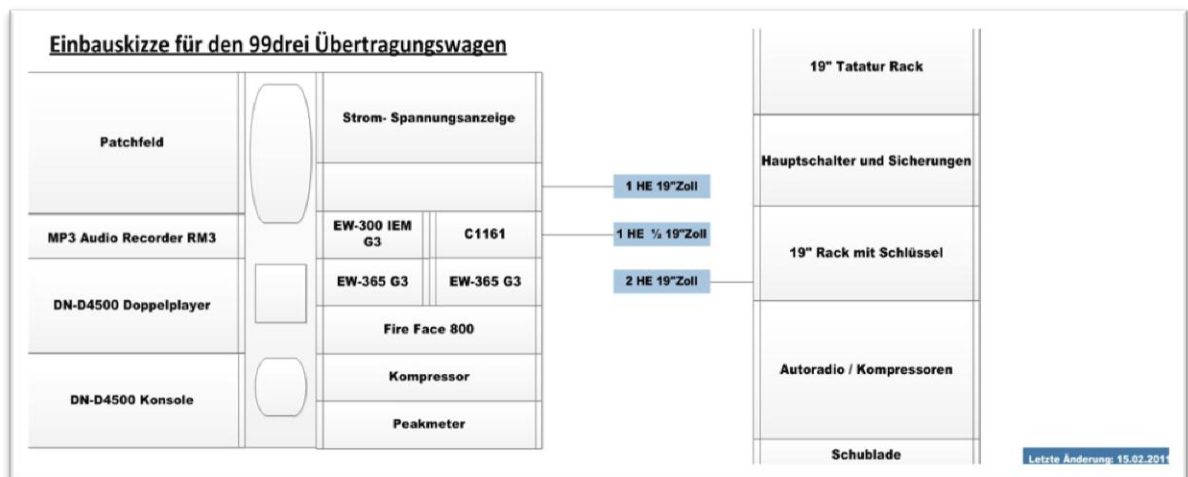 Einbauskizze für den 99drei Übertragungswagen
Patchfeld
MP3 Audio Recorder RM3
DN-D4500 Doppelplayer
DN-D4500 Konsole
Strom- Spannungsanzeige
EW-300 IEM
G3
C1161
EW-365 G3
EW-365 G3
Fire Face 800
Kompressor
Peakmeter
1 HE 19"Zoll
1 HE ½ 19"Zoll
2 HE 19"Zoll
19" Tatatur Rack
Hauptschalter und Sicherungen
19" Rack mit Schlüssel
Autoradio / Kompressoren
Schublade
Letzte Änderung: 15.02.2011